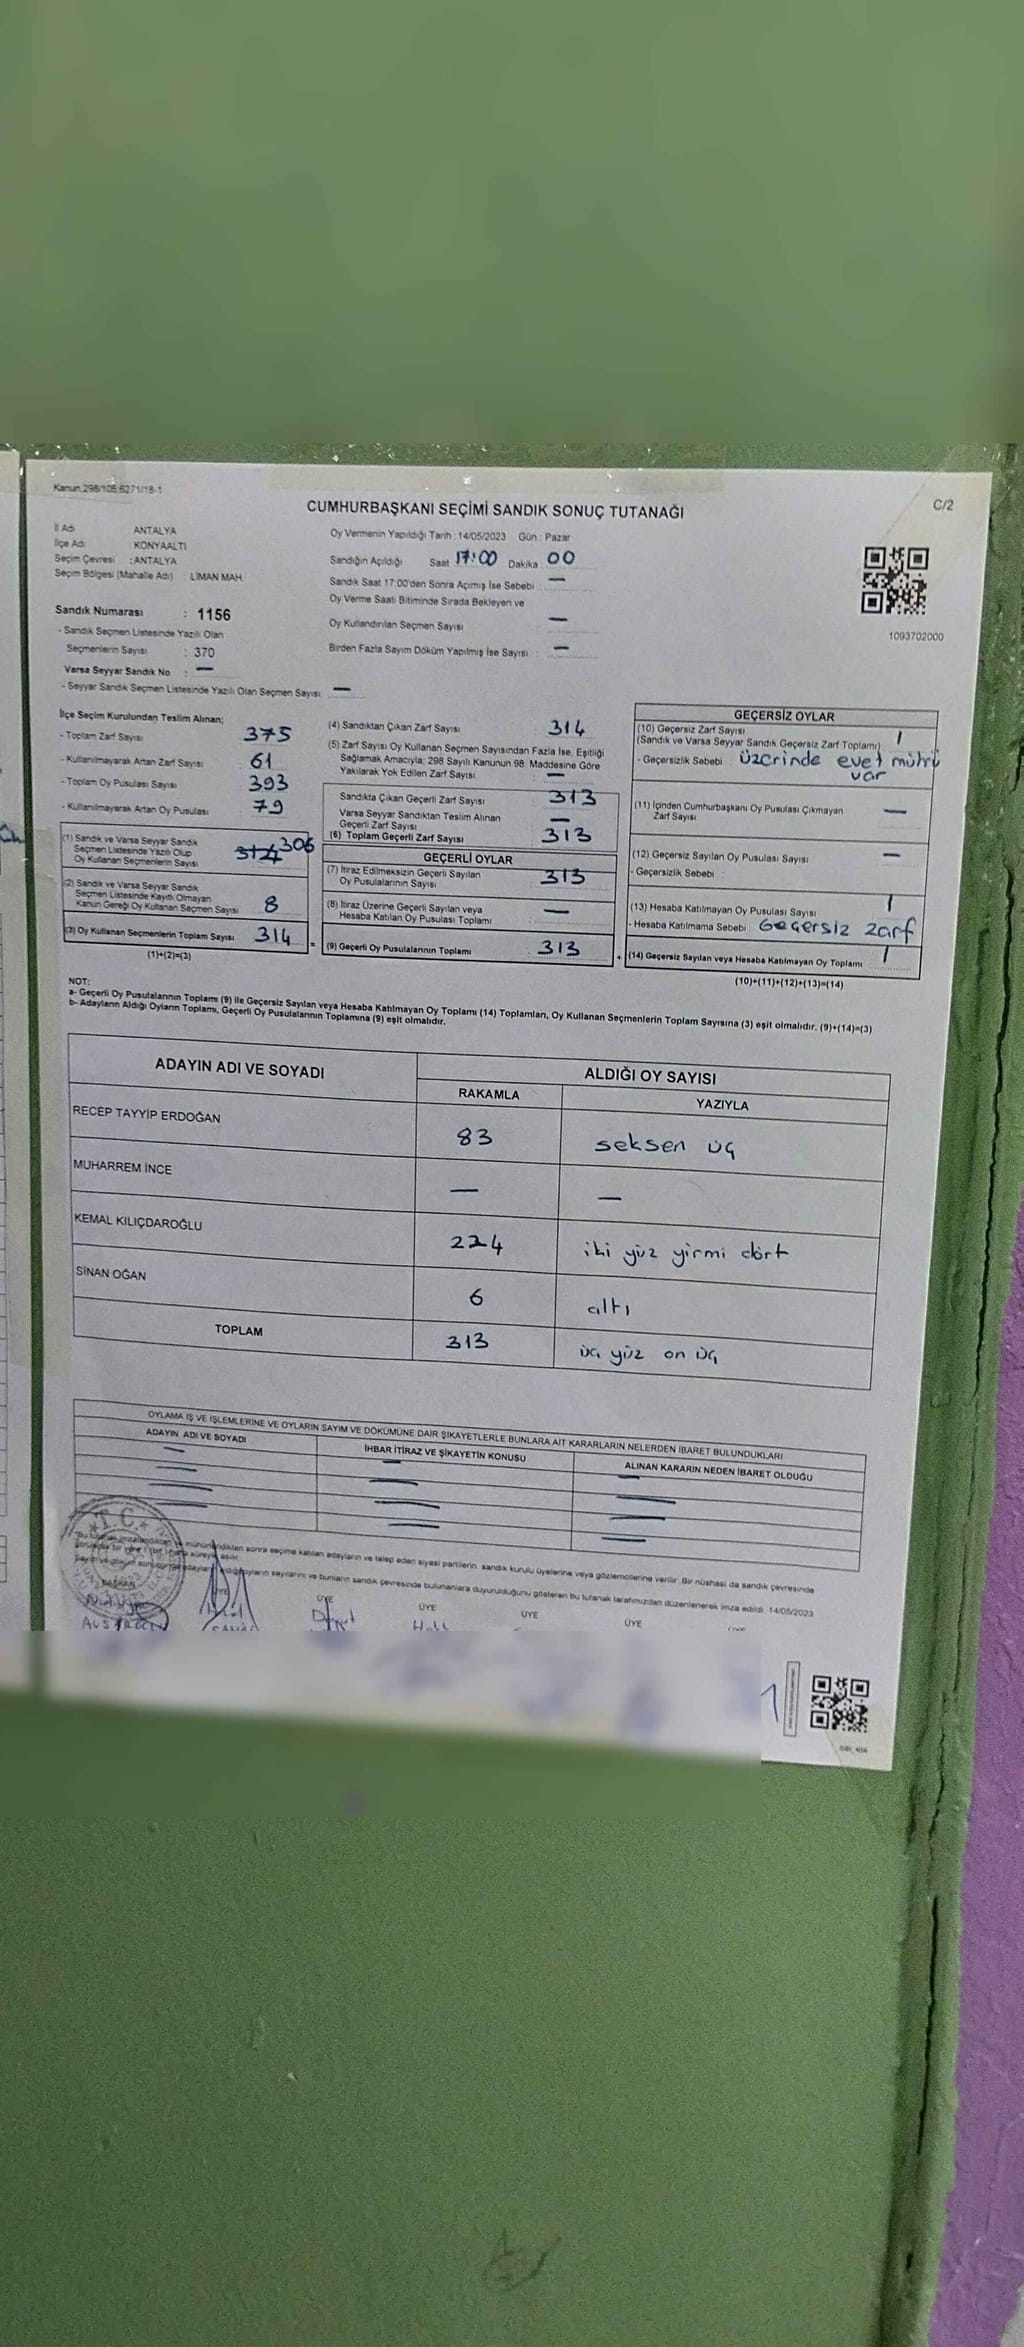 Kanun,298/105,6271/18-1
C/2
CUMHURBAŞKANI SEÇİMİ SANDIK SONUÇ TUTANAĞI
İl Adı : ANTALYA
İlçe Adı : KONYAALTI
Seçim Çevresi : ANTALYA
Seçim Bölgesi (Mahalle Adı) : LİMAN MAH
Oy Vermenin Yapıldığı Tarih : 14/05/2023 Gün : Pazar
Sandığın Açıldığı Saat 17:00 Dakika : 00
Sandık Saat 17:00'den Sonra Açımış İse Sebebi : —
Oy Verme Saati Bitiminde Sırada Bekleyen ve
Oy Kullandırılan Seçmen Sayısı —
Birden Fazla Sayım Döküm Yapılmış İse Sayısı : —
1093702000
Sandık Numarası : 1156
- Sandık Seçmen Listesinde Yazılı Olan
Seçmenlerin Sayısı : 370
Varsa Seyyar Sandık No : —
- Seyyar Sandık Seçmen Listesinde Yazılı Olan Seçmen Sayısı : —
İlçe Seçim Kurulundan Teslim Alınan;
- Toplam Zarf Sayısı 375
- Kullanılmayarak Artan Zarf Sayısı 61
- Toplam Oy Pusulası Sayısı 393
- Kullanılmayarak Artan Oy Pusulası 79
(1) Sandık ve Varsa Seyyar Sandık
Seçmen Listesinde Yazılı Olup
Oy Kullanan Seçmenlerin Sayısı 314 306
(2) Sandık ve Varsa Seyyar Sandık
Seçmen Listesinde Kayıtlı Olmayan
Kanun Gereği Oy Kullanan Seçmen Sayısı 8
(3) Oy Kullanan Seçmenlerin Toplam Sayısı 314
(1)+(2)=(3)
(4) Sandıktan Çıkan Zarf Sayısı 314
(5) Zarf Sayısı Oy Kullanan Seçmen Sayısından Fazla İse, Eşitliği
Sağlamak Amacıyla; 298 Sayılı Kanunun 98. Maddesine Göre
Yakılarak Yok Edilen Zarf Sayısı : —
Sandıkta Çıkan Geçerli Zarf Sayısı : 313
Varsa Seyyar Sandıktan Teslim Alınan
Geçerli Zarf Sayısı —
(6) Toplam Geçerli Zarf Sayısı 313
GEÇERLİ OYLAR
(7) İtiraz Edilmeksizin Geçerli Sayılan
Oy Pusulalarının Sayısı 313
(8) İtiraz Üzerine Geçerli Sayılan veya
Hesaba Katılan Oy Pusulası Toplamı —
= (9) Geçerli Oy Pusulalarının Toplamı : 313
GEÇERSİZ OYLAR
(10) Geçersiz Zarf Sayısı
(Sandık ve Varsa Seyyar Sandık Geçersiz Zarf Toplamı) 1
- Geçersizlik Sebebi : üzerinde evet mührü
var
(11) İçinden Cumhurbaşkanı Oy Pusulası Çıkmayan
Zarf Sayısı —
(12) Geçersiz Sayılan Oy Pusulası Sayısı —
- Geçersizlik Sebebi :
(13) Hesaba Katılmayan Oy Pusulası Sayısı 1
- Hesaba Katılmama Sebebi : Geçersiz zarf
+ (14) Geçersiz Sayılan veya Hesaba Katılmayan Oy Toplamı 1
(10)+(11)+(12)+(13)=(14)
NOT:
a- Geçerli Oy Pusulalarının Toplamı (9) ile Geçersiz Sayılan veya Hesaba Katılmayan Oy Toplamı (14) Toplamları, Oy Kullanan Seçmenlerin Toplam Sayısına (3) eşit olmalıdır. (9)+(14)=(3)
b- Adayların Aldığı Oyların Toplamı, Geçerli Oy Pusulalarının Toplamına (9) eşit olmalıdır.
ADAYIN ADI VE SOYADI
ALDIĞI OY SAYISI
RAKAMLA YAZIYLA
RECEP TAYYİP ERDOĞAN 83 seksen üç
MUHARREM İNCE — —
KEMAL KILIÇDAROĞLU 224 iki yüz yirmi dört
SİNAN OĞAN 6 altı
TOPLAM 313 üç yüz on üç
OYLAMA İŞ VE İŞLEMLERİNE VE OYLARIN SAYIM VE DÖKÜMÜNE DAİR ŞİKAYETLERLE BUNLARA AİT KARARLARIN NELERDEN İBARET BULUNDUKLARI
ADAYIN ADI VE SOYADI İHBAR İTİRAZ VE ŞİKAYETİN KONUSU ALINAN KARARIN NEDEN İBARET OLDUĞU
mühürlendikten sonra seçime katılan adayların ve talep eden siyasi partilerin sandık kurulu üyelerine veya gözlemcilerine verilir. Bir nüshası da sandık çevresinde
oyların sayılarını ve bunların sandık çevresinde bulunanlara duyurulduğunu gösteren bu tutanak tarafımızdan düzenlenerek imza edildi. 14/05/2023
T.C.
BAŞKAN ÜYE ÜYE ÜYE ÜYE ÜYE